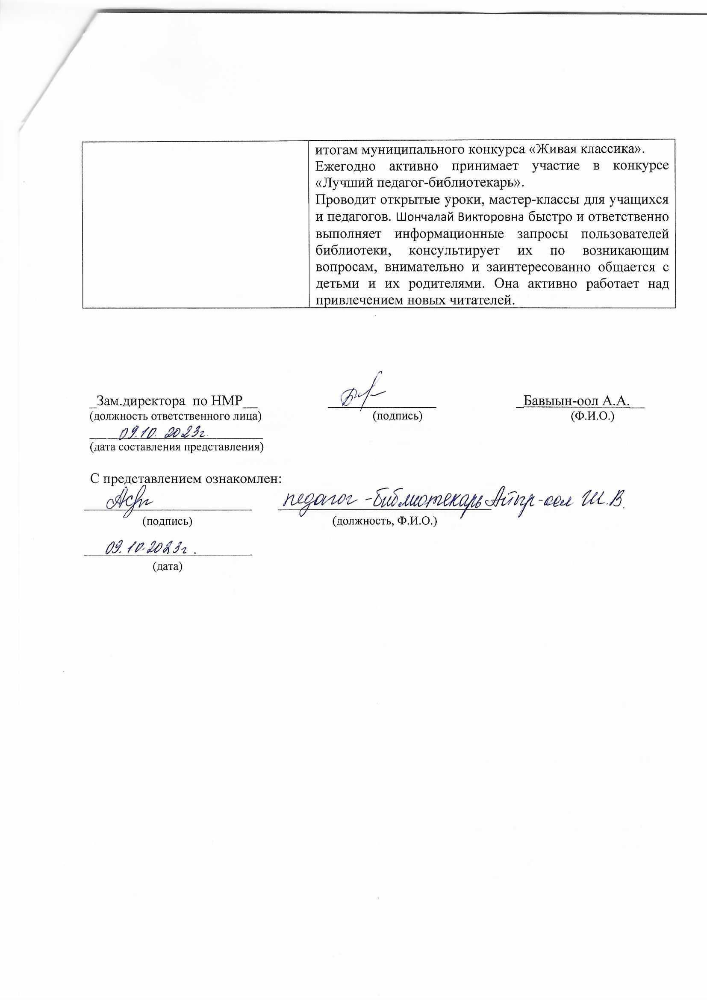 итогам муниципального конкурса «Живая классика».
Ежегодно активно принимает участие в конкурсе
«Лучший педагог-библиотекарь».
Проводит открытые уроки, мастер-классы для учащихся
и педагогов. Шончалай Викторовна быстро и ответственно
выполняет информационные запросы пользователей
библиотеки, консультирует их по возникающим
вопросам, внимательно и заинтересованно общается с
детьми и их родителями. Она активно работает над
привлечением новых читателей.
_Зам.директора по НМР__ _Бавыын-оол А.А.__
(должность ответственного лица) (подпись) (Ф.И.О.)
09.10. 2023г.
(дата составления представления)
С представлением ознакомлен:
педагог-библиотекарь Айыр-оол Ш.В.
(подпись) (должность, Ф.И.О.)
09.10.2023г.
(дата)